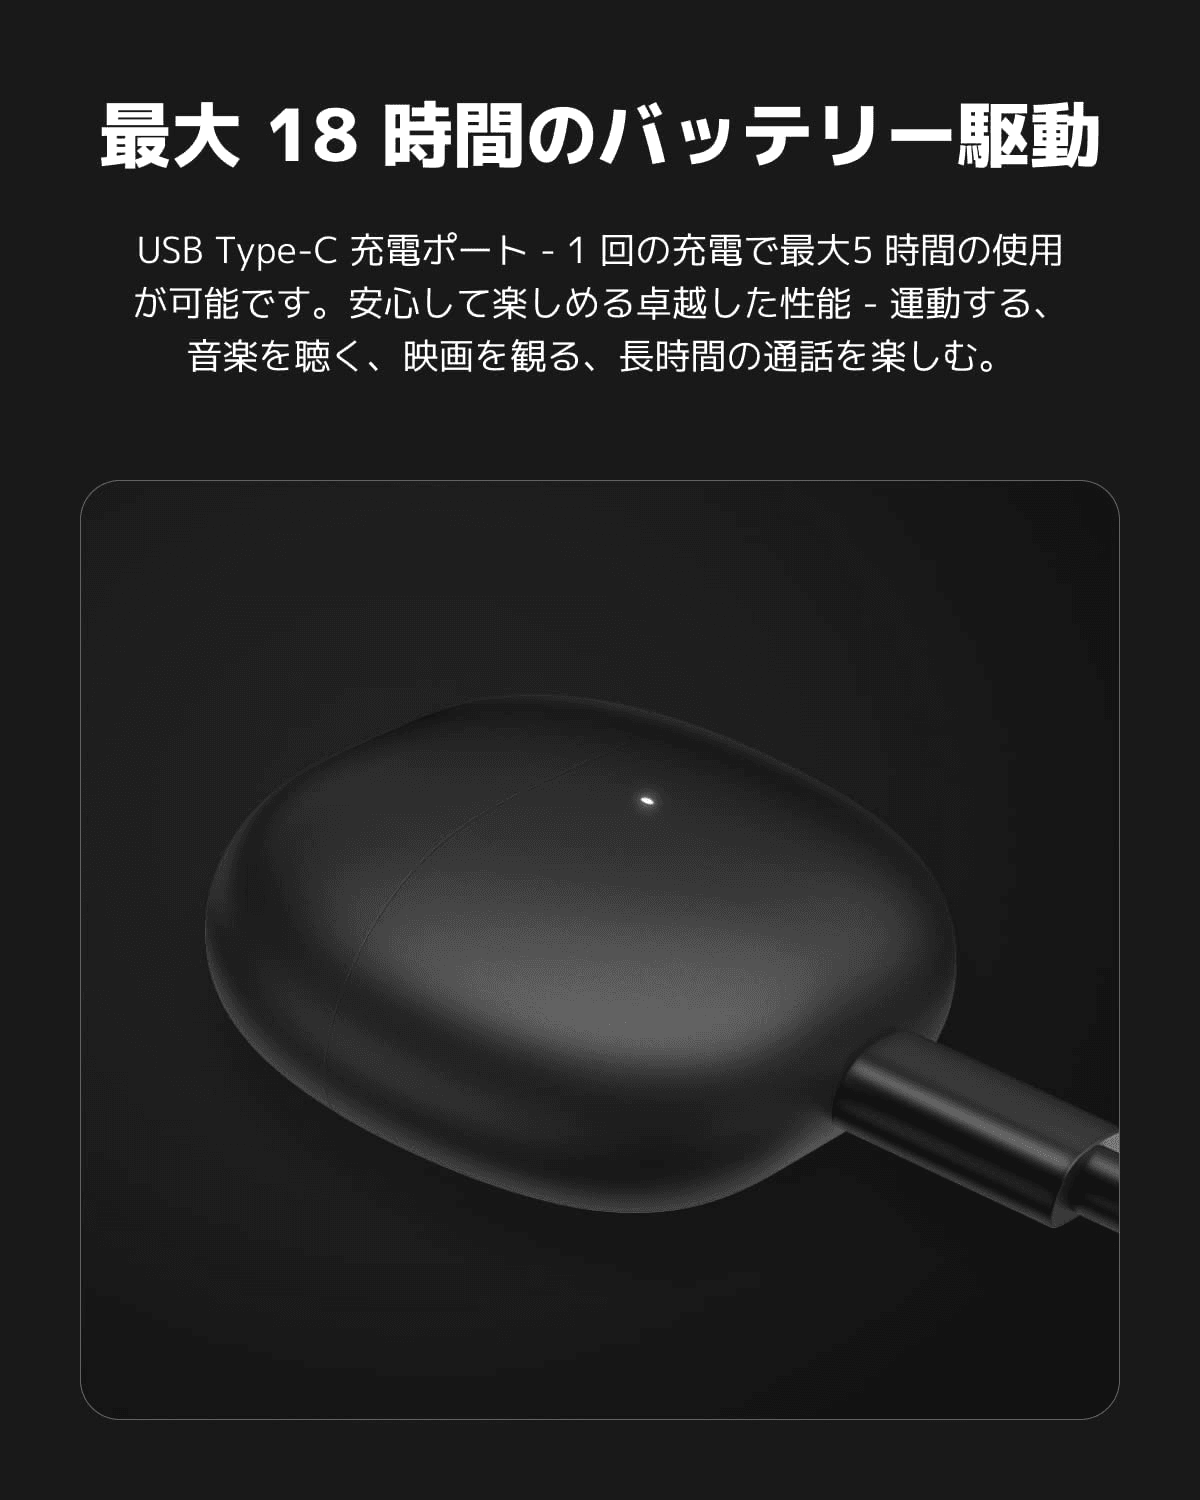 最大 18 時間のバッテリー駆動
USB Type-C 充電ポート - 1 回の充電で最大5 時間の使用
が可能です。安心して楽しめる卓越した性能 - 運動する、
音楽を聴く、映画を観る、長時間の通話を楽しむ。